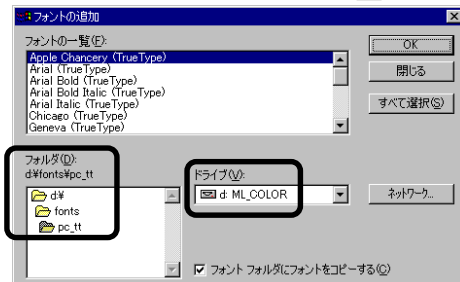 フォントの追加
フォントの一覧(F):
Apple Chancery (TrueType)
Arial (TrueType)
Arial Bold (TrueType)
Arial Bold Italic (TrueType)
Arial Italic (TrueType)
Chicago (TrueType)
Geneva (TrueType)
OK
閉じる
すべて選択(S)
フォルダ(D):
d:¥fonts¥pc_tt
d:¥
fonts
pc_tt
ドライブ(V):
d: ML_COLOR
ネットワーク...
フォント フォルダにフォントをコピーする(C)